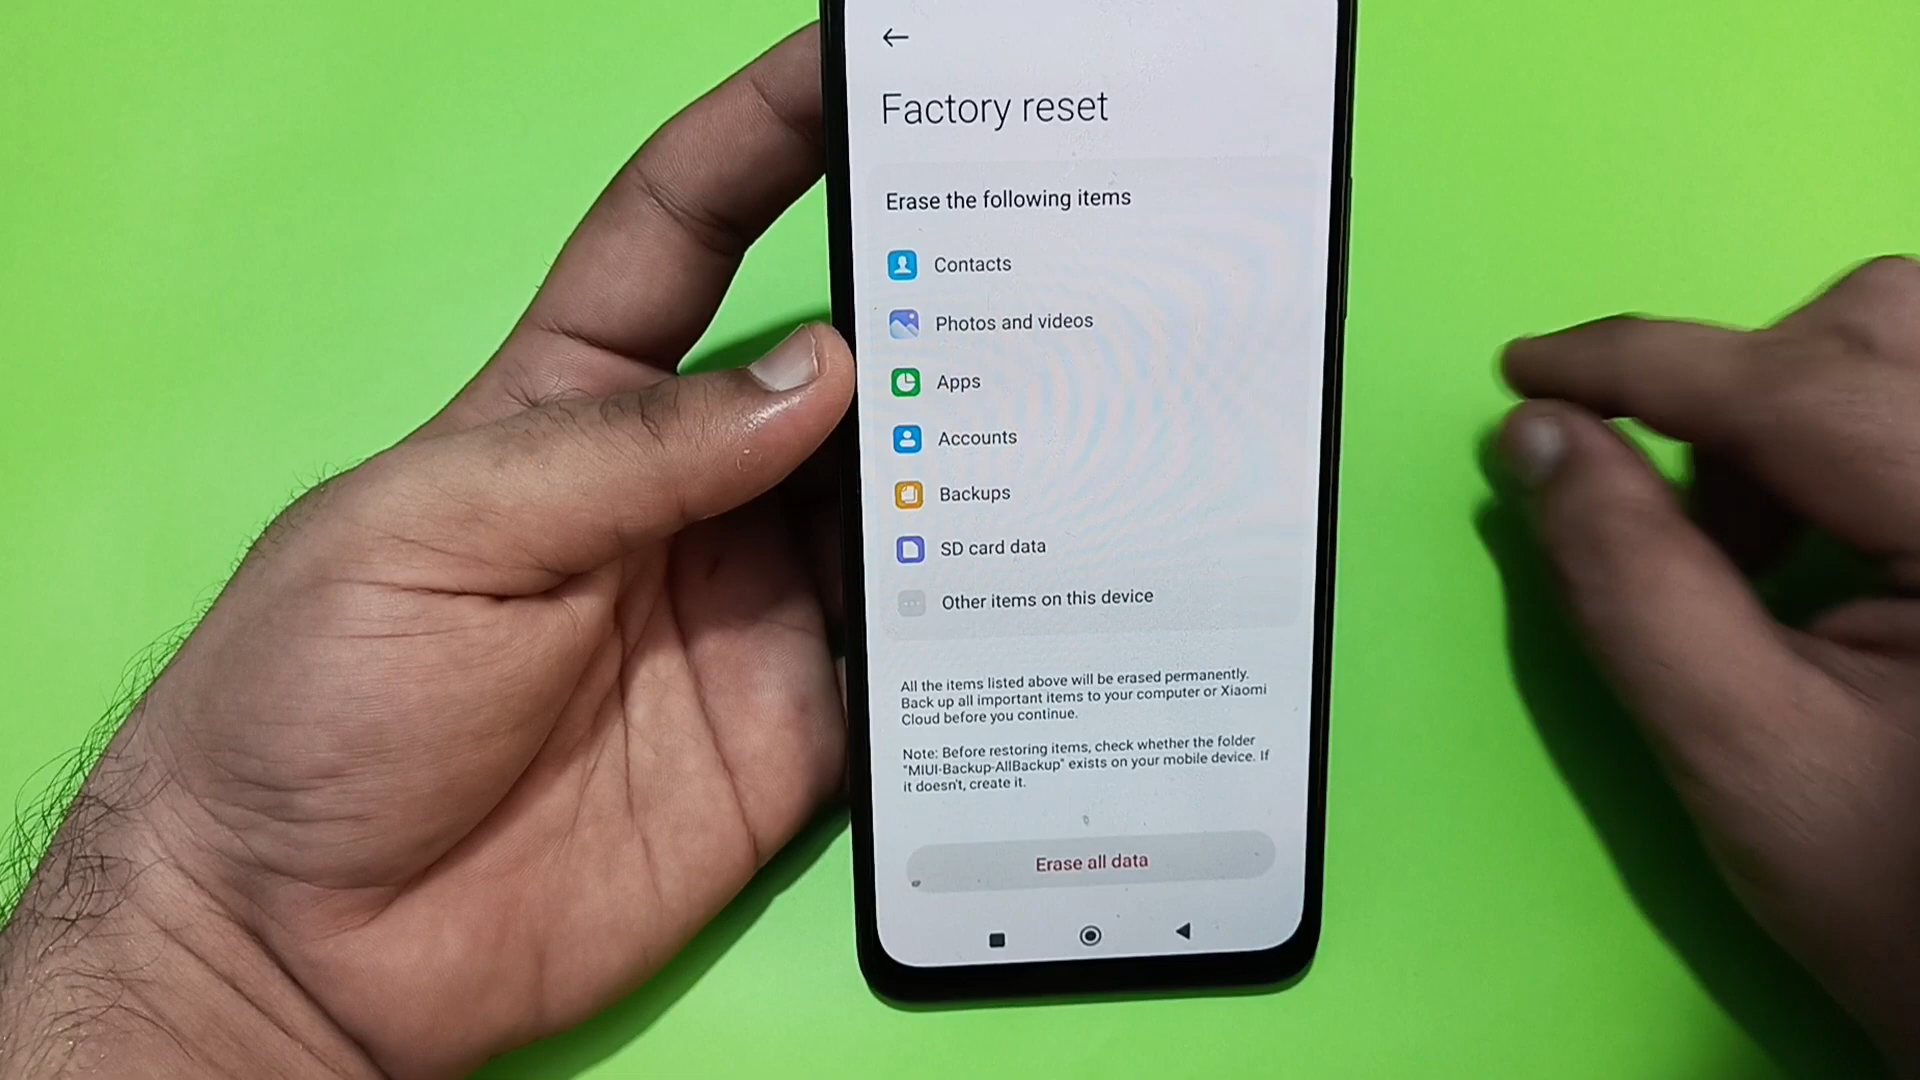 Factory reset
Erase the following items
Contacts
Photos and videos
Apps
Accounts
Backups
SD card data
Other items on this device
All the items listed above will be erased permanently.
Back up all important items to your computer or Xiaomi
Cloud before you continue.
Note: Before restoring items, check whether the folder
"MIUI-Backup-AllBackup" exists on your mobile device. If
it doesn't, create it.
Erase all data